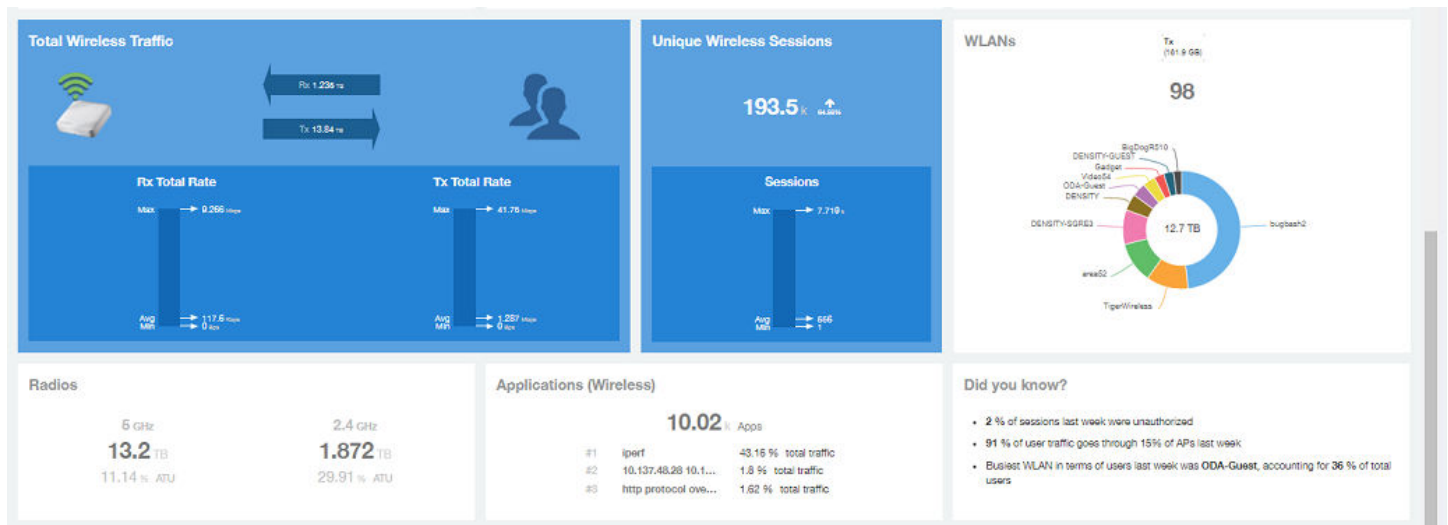 Total Wireless Traffic
Rx 1.236 TB
Tx 13.84 TB
Rx Total Rate
Max 9.266 Mbps
Avg 117.6 Kbps
Min 0 bps
Tx Total Rate
Max 41.76 Mbps
Avg 1.287 Mbps
Min 0 bps
Unique Wireless Sessions
193.5 k
Sessions
Max 7.719 k
Avg 666
Min 1
WLANs
Tx
(161.9 GB)
98
BigDogR510
DENSITY-GUEST
Gadget
Video54
ODA-Guest
DENSITY
DENSITY-SGRE3
area52
TigerWireless
bugbash2
12.7 TB
Radios
5 GHz
13.2 TB
11.14 % ATU
2.4 GHz
1.872 TB
29.91 % ATU
Applications (Wireless)
10.02 k Apps
#1 iperf 43.16 % total traffic
#2 10.137.48.28 10.1... 1.8 % total traffic
#3 http protocol ove... 1.62 % total traffic
Did you know?
• 2 % of sessions last week were unauthorized
• 91 % of user traffic goes through 15% of APs last week
• Busiest WLAN in terms of users last week was ODA-Guest, accounting for 36 % of total
users